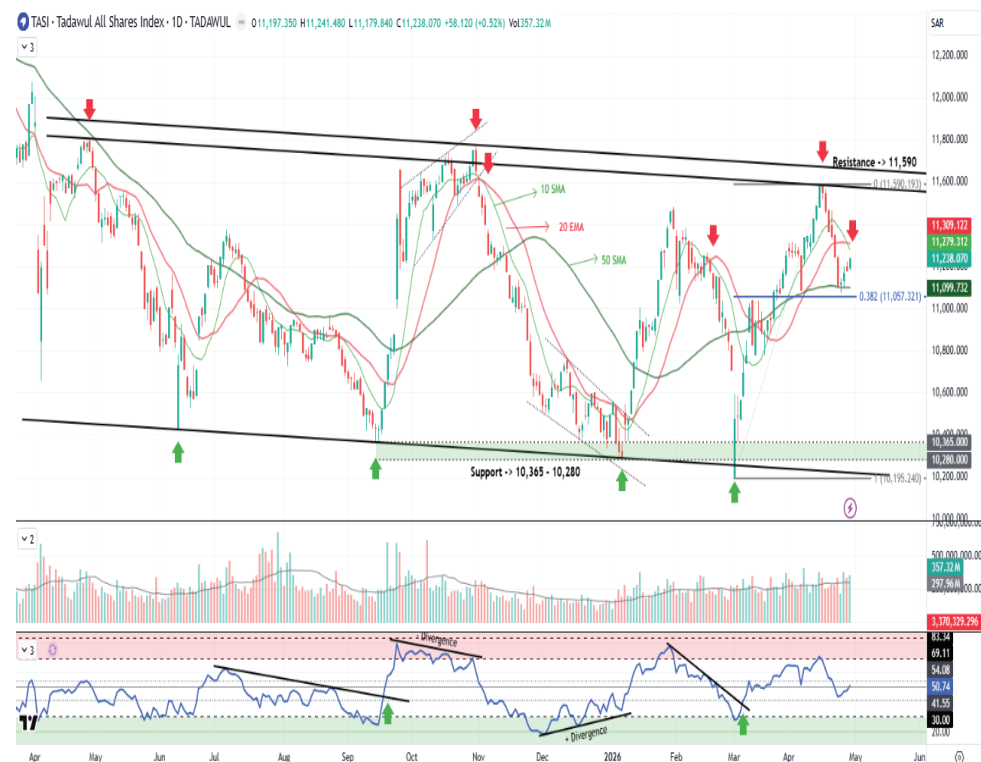 TASI · Tadawul All Shares Index · 1D · TADAWUL O11,197.350 H11,241.480 L11,179.840 C11,238.070 +58.120 (+0.52%) Vol357.32M
SAR
3
12,200.000
12,000.000
11,800.000
Resistance -> 11,590
11,600.000
0 (11,590.193)
10 SMA
20 EMA
11,309.122
11,279.312
50 SMA
11,238.070
11,099.732
0.382 (11,057.321)
11,000.000
10,800.000
10,600.000
10,400.000
10,365.000
10,280.000
Support -> 10,365 - 10,280
10,200.000
1 (10,195.240)
10,000.000
2
357.32M
297.96M
3,370,329.296
3
- Divergence
83.34
69.11
54.08
50.74
41.55
30.00
20.00
+ Divergence
Apr May Jun Jul Aug Sep Oct Nov Dec 2026 Feb Mar Apr May Jun